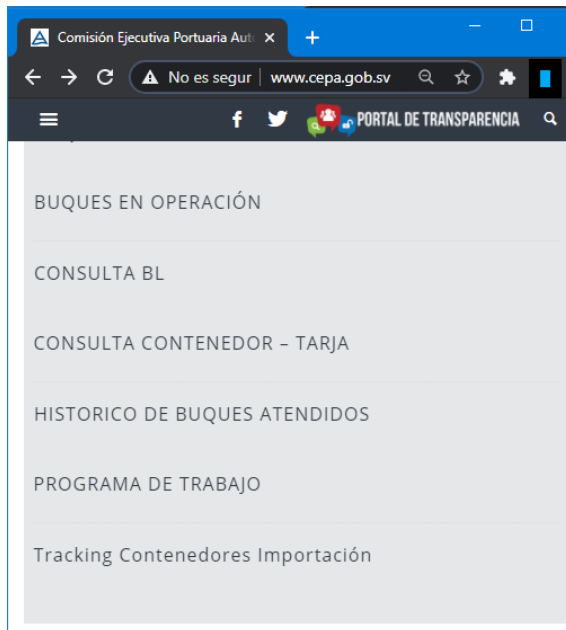 Comisión Ejecutiva Portuaria Aut
No es segur | www.cepa.gob.sv
PORTAL DE TRANSPARENCIA
BUQUES EN OPERACIÓN
CONSULTA BL
CONSULTA CONTENEDOR – TARJA
HISTORICO DE BUQUES ATENDIDOS
PROGRAMA DE TRABAJO
Tracking Contenedores Importación